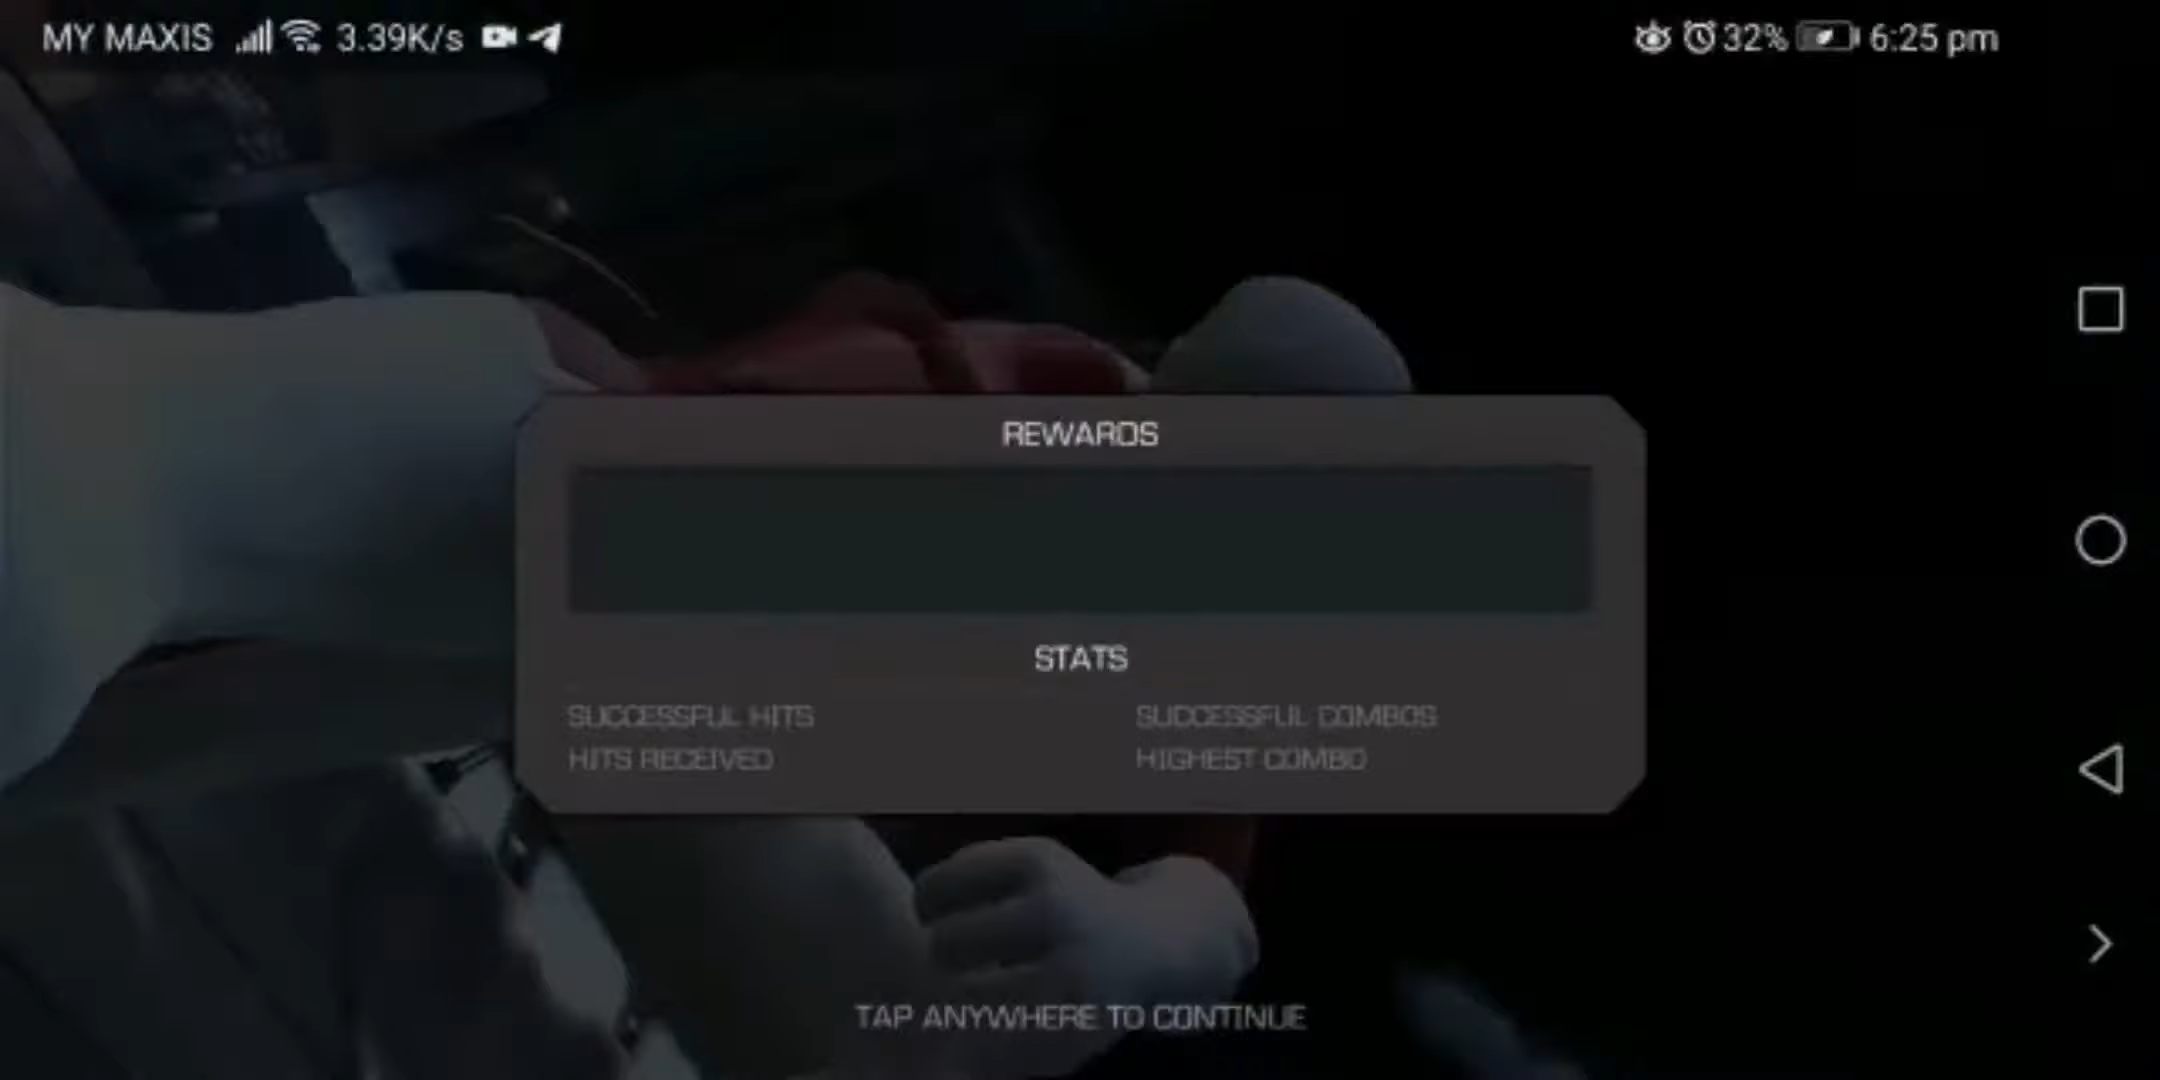 MY MAXIS 3.39K/s 32% 6:25 pm
REWARDS
STATS
SUCCESSFUL HITS SUCCESSFUL COMBOS
HITS RECEIVED HIGHEST COMBO
TAP ANYWHERE TO CONTINUE